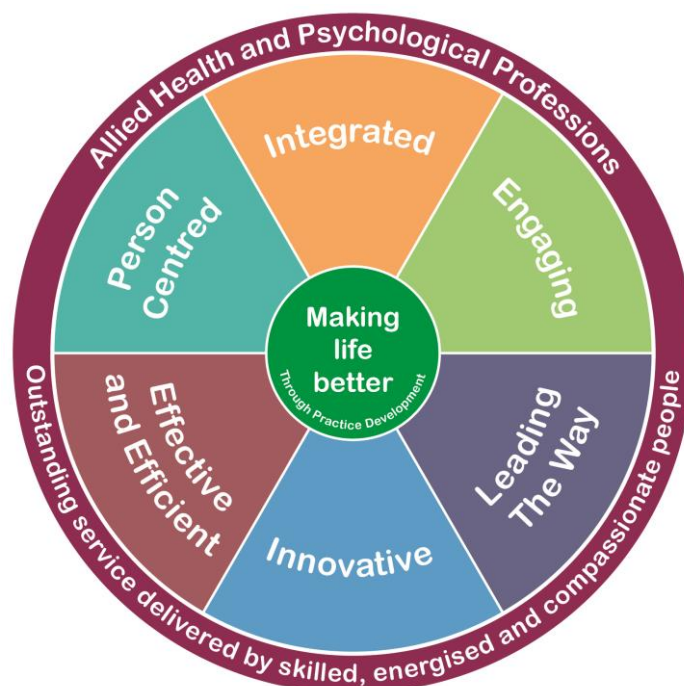 Allied Health and Psychological Professions
Integrated
Engaging
Person
Centred
Making
life
better
Through Practice Development
Effective
and Efficient
Leading
The Way
Innovative
Outstanding service delivered by skilled, energised and compassionate people